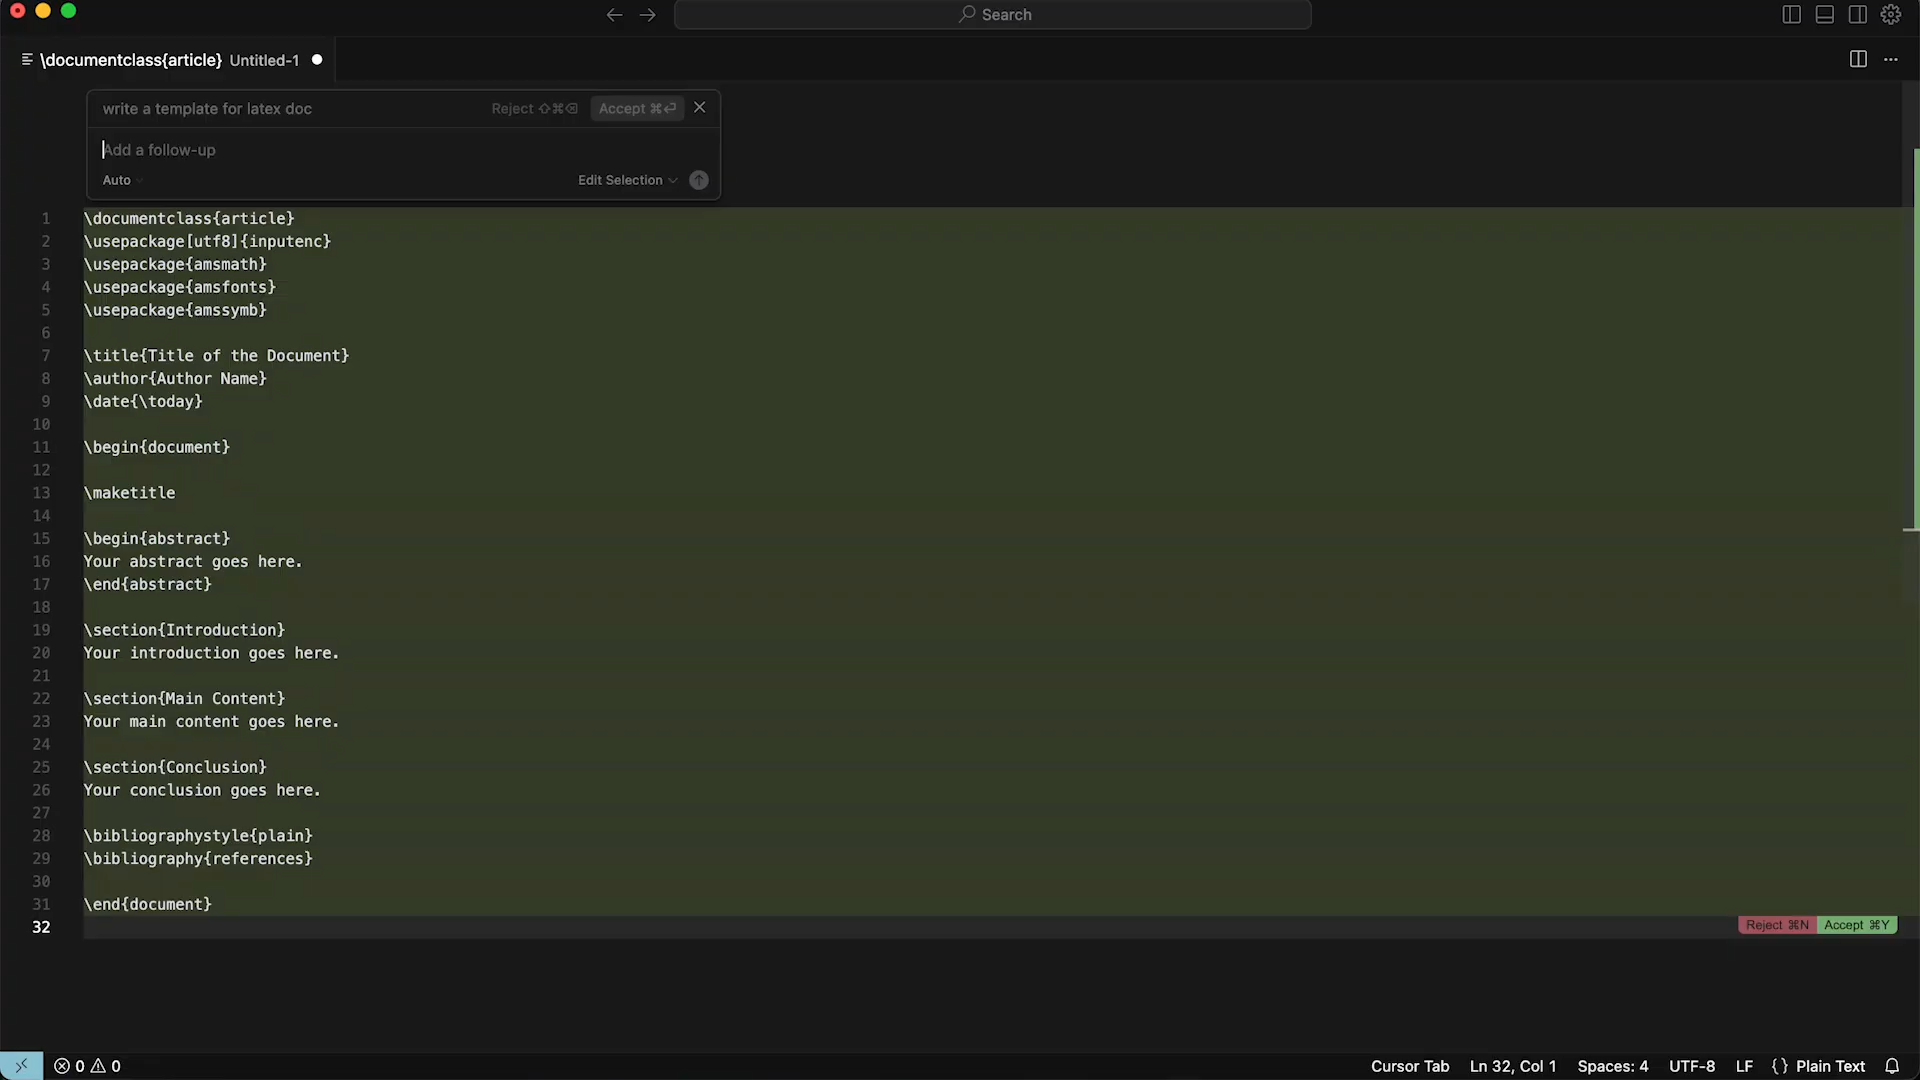 Search
\documentclass{article} Untitled-1
write a template for latex doc Reject ⇧⌘⌫ Accept ⌘⏎
Add a follow-up
Auto Edit Selection
1 \documentclass{article}
2 \usepackage[utf8]{inputenc}
3 \usepackage{amsmath}
4 \usepackage{amsfonts}
5 \usepackage{amssymb}
6
7 \title{Title of the Document}
8 \author{Author Name}
9 \date{\today}
10
11 \begin{document}
12
13 \maketitle
14
15 \begin{abstract}
16 Your abstract goes here.
17 \end{abstract}
18
19 \section{Introduction}
20 Your introduction goes here.
21
22 \section{Main Content}
23 Your main content goes here.
24
25 \section{Conclusion}
26 Your conclusion goes here.
27
28 \bibliographystyle{plain}
29 \bibliography{references}
30
31 \end{document}
32 Reject ⌘N Accept ⌘Y
0 0 Cursor Tab Ln 32, Col 1 Spaces: 4 UTF-8 LF {} Plain Text